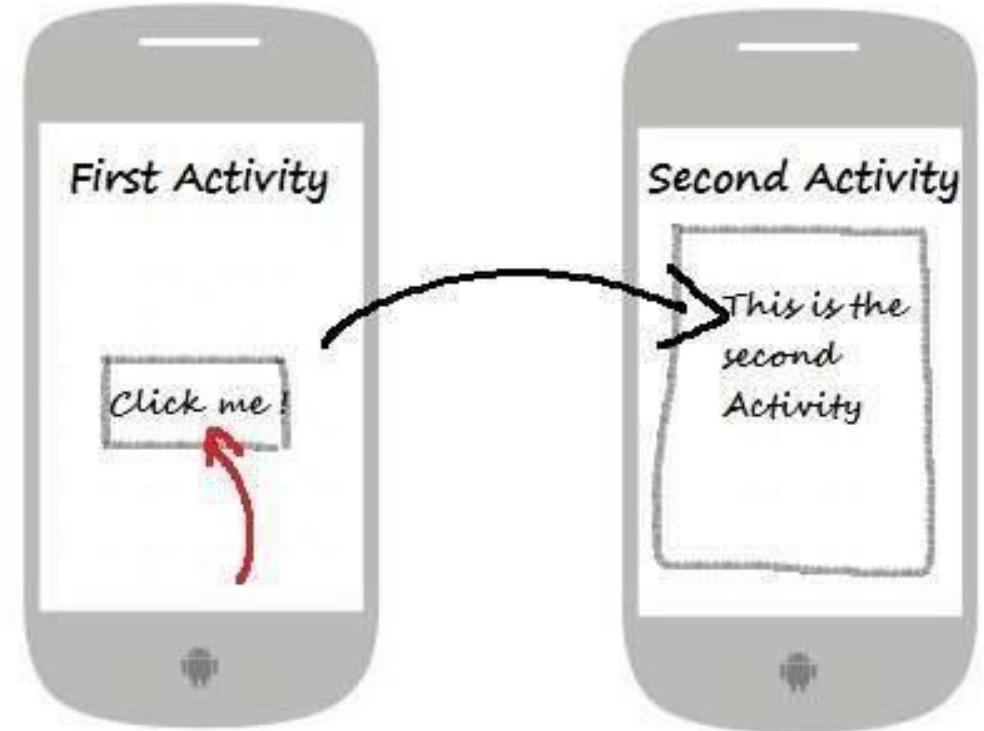 First Activity
Click me !
Second Activity
This is the
second
Activity